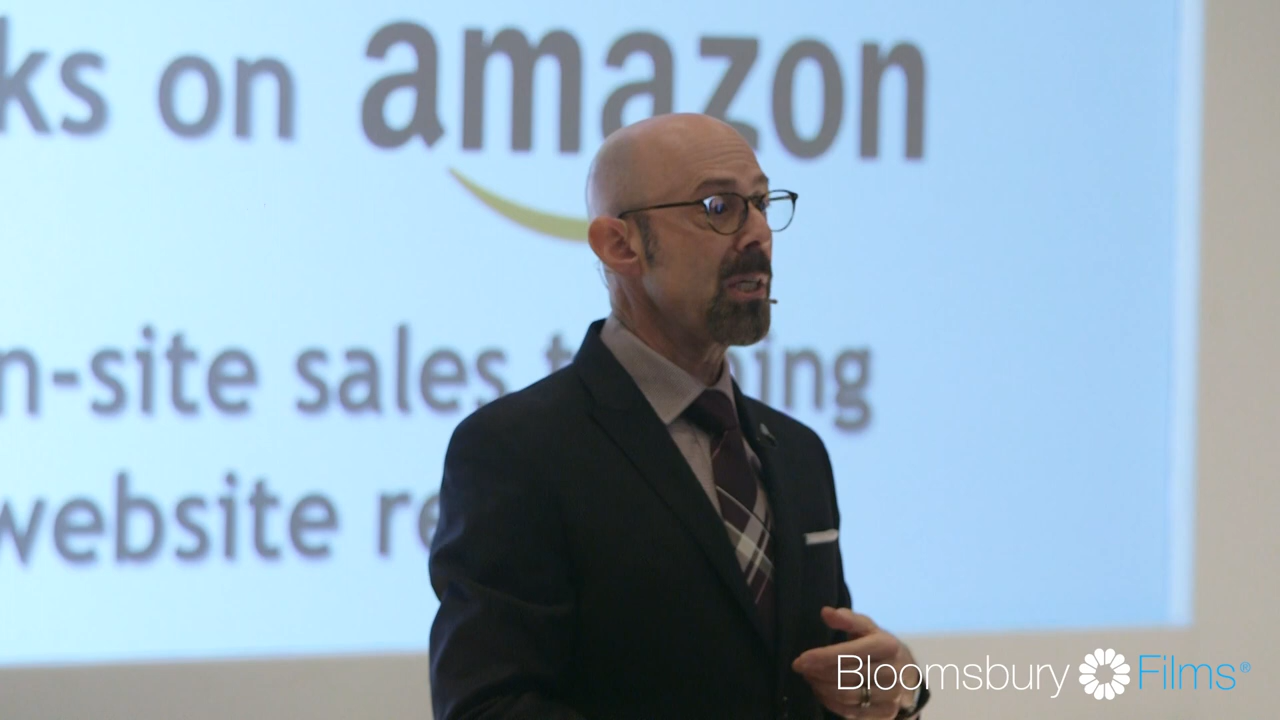 ks on amazon
n-site sales t ing
website re
Bloomsbury Films®